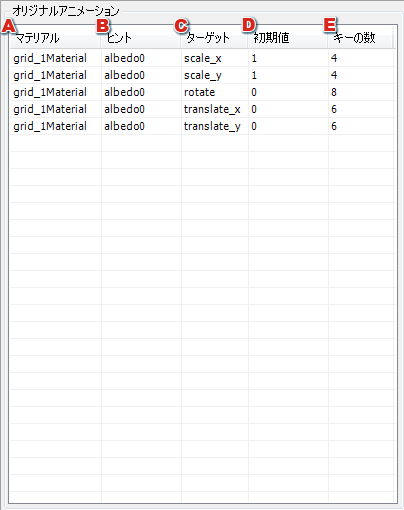 オリジナルアニメーション
A マテリアル B ヒント C ターゲット D 初期値 E キーの数
grid_1Material albedo0 scale_x 1 4
grid_1Material albedo0 scale_y 1 4
grid_1Material albedo0 rotate 0 8
grid_1Material albedo0 translate_x 0 6
grid_1Material albedo0 translate_y 0 6